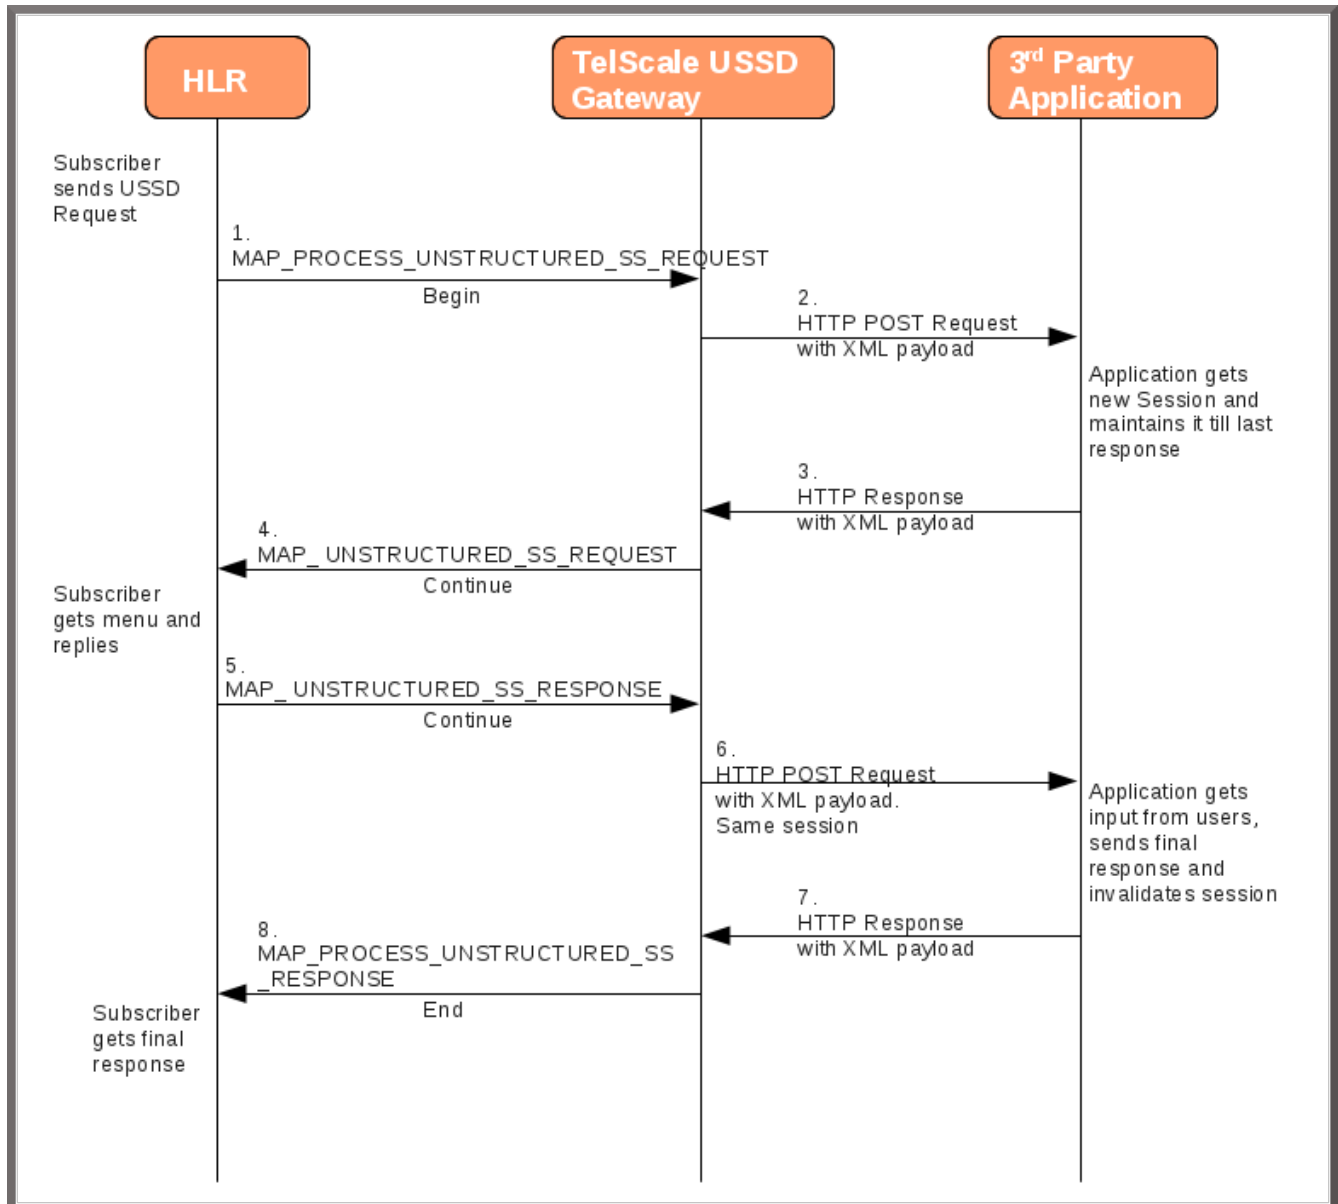 HLR
TelScale USSD
Gateway
3rd Party
Application
Subscriber
sends USSD
Request
1.
MAP_PROCESS_UNSTRUCTURED_SS_REQUEST
Begin
2.
HTTP POST Request
with XML payload
Application gets
new Session and
maintains it till last
response
3.
HTTP Response
with XML payload
4.
MAP_ UNSTRUCTURED_SS_REQUEST
Continue
Subscriber
gets menu and
replies
5.
MAP_ UNSTRUCTURED_SS_RESPONSE
Continue
6.
HTTP POST Request
with XML payload.
Same session
Application gets
input from users,
sends final
response and
invalidates session
7.
HTTP Response
with XML payload
8.
MAP_PROCESS_UNSTRUCTURED_SS
_RESPONSE
End
Subscriber
gets final
response